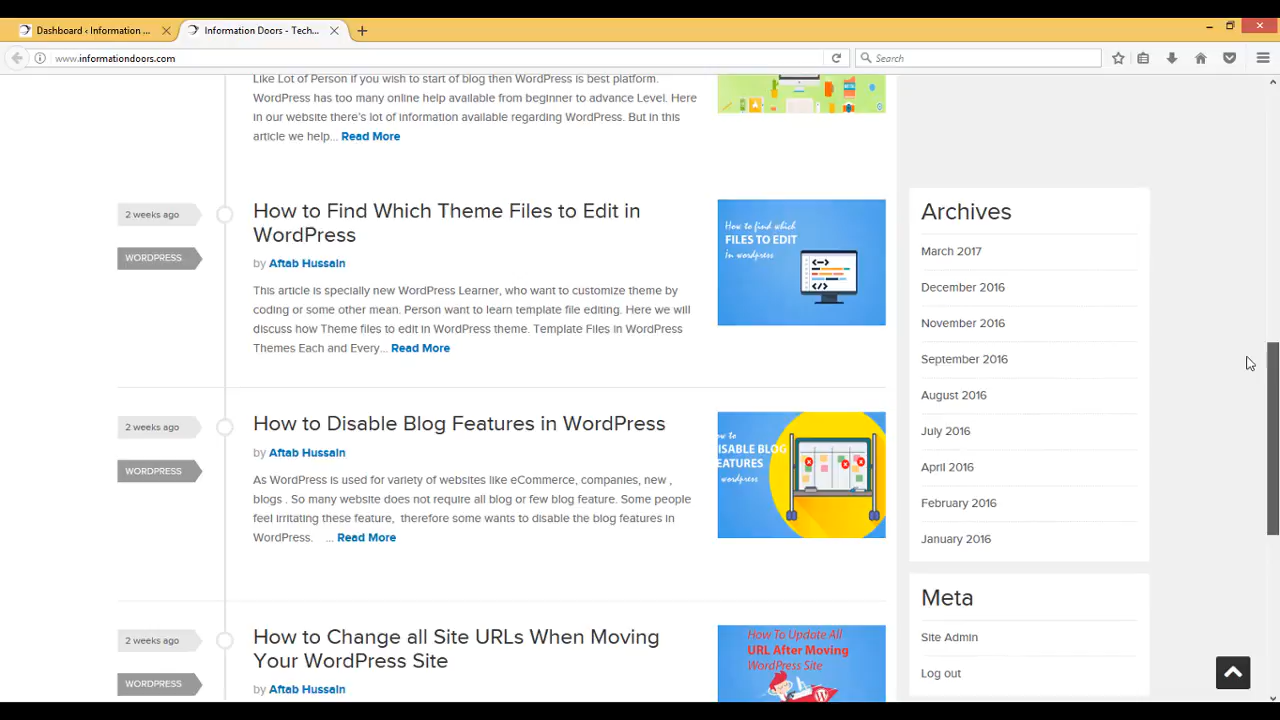 Dashboard ‹ Information ...
Information Doors - Tech...
www.informationdoors.com
Search
Like Lot of Person if you wish to start of blog then WordPress is best platform.
WordPress has too many online help available from beginner to advance Level. Here
in our website there's lot of information available regarding WordPress. But in this
article we help... Read More
2 weeks ago
WORDPRESS
How to Find Which Theme Files to Edit in
WordPress
by Aftab Hussain
This article is specially new WordPress Learner, who want to customize theme by
coding or some other mean. Person want to learn template file editing. Here we will
discuss how Theme files to edit in WordPress theme. Template Files in WordPress
Themes Each and Every... Read More
How to find which
FILES TO EDIT
in wordpress
2 weeks ago
WORDPRESS
How to Disable Blog Features in WordPress
by Aftab Hussain
As WordPress is used for variety of websites like eCommerce, companies, new ,
blogs . So many website does not require all blog or few blog feature. Some people
feel irritating these feature, therefore some wants to disable the blog features in
WordPress. ... Read More
w to
ISABLE BLOG
EATURES
wordpress
2 weeks ago
WORDPRESS
How to Change all Site URLs When Moving
Your WordPress Site
by Aftab Hussain
How To Update All
URL After Moving
WordPress Site
Archives
March 2017
December 2016
November 2016
September 2016
August 2016
July 2016
April 2016
February 2016
January 2016
Meta
Site Admin
Log out